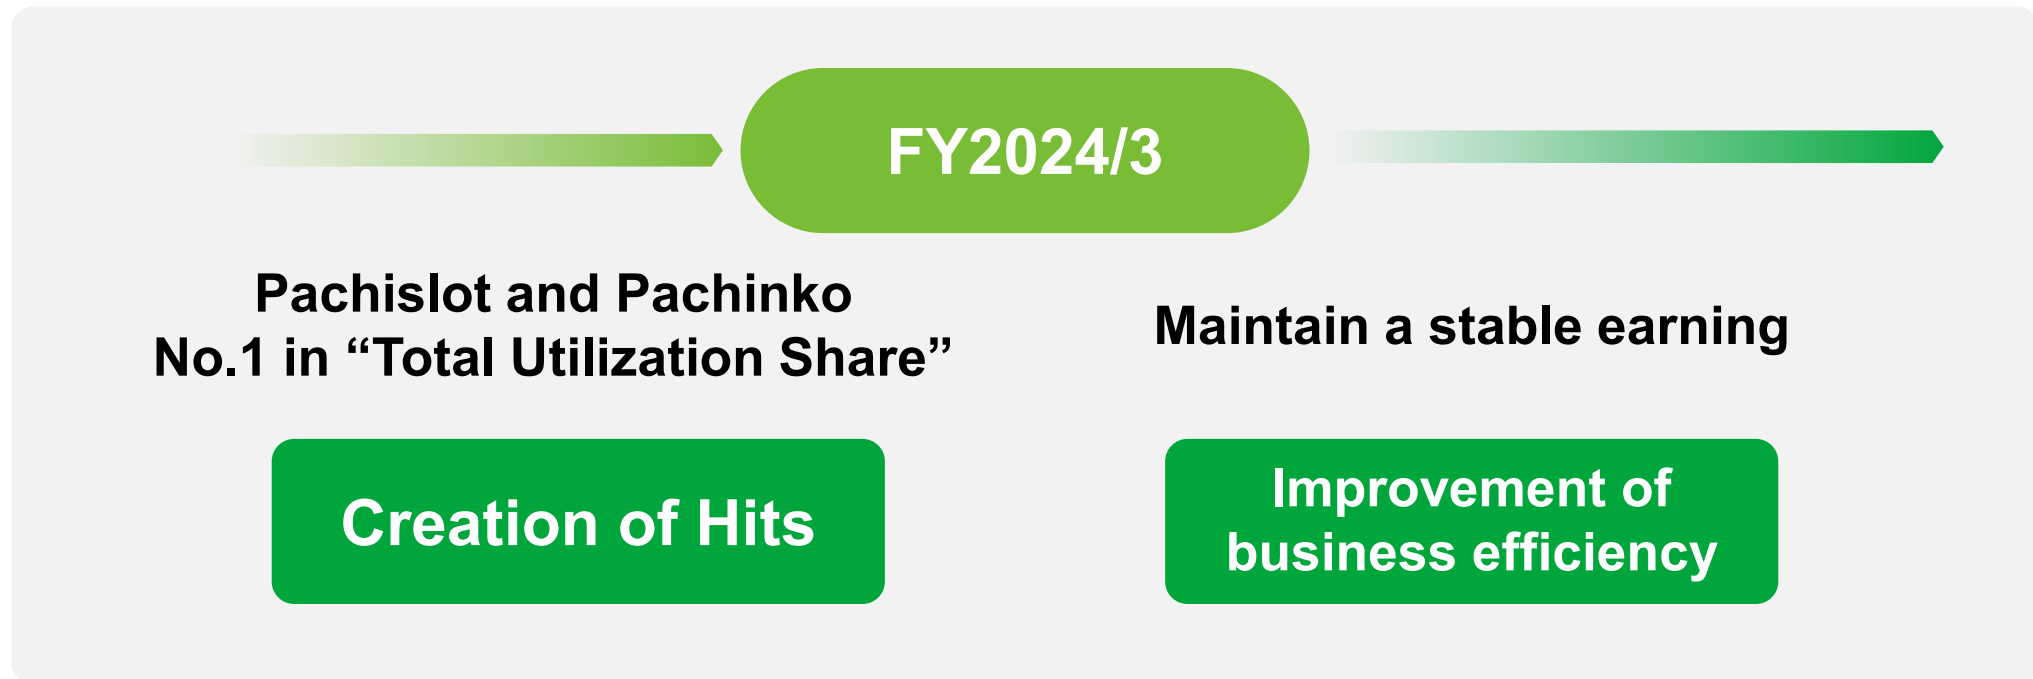 FY2024/3
Pachislot and Pachinko
No.1 in “Total Utilization Share”
Maintain a stable earning
Creation of Hits
Improvement of
business efficiency